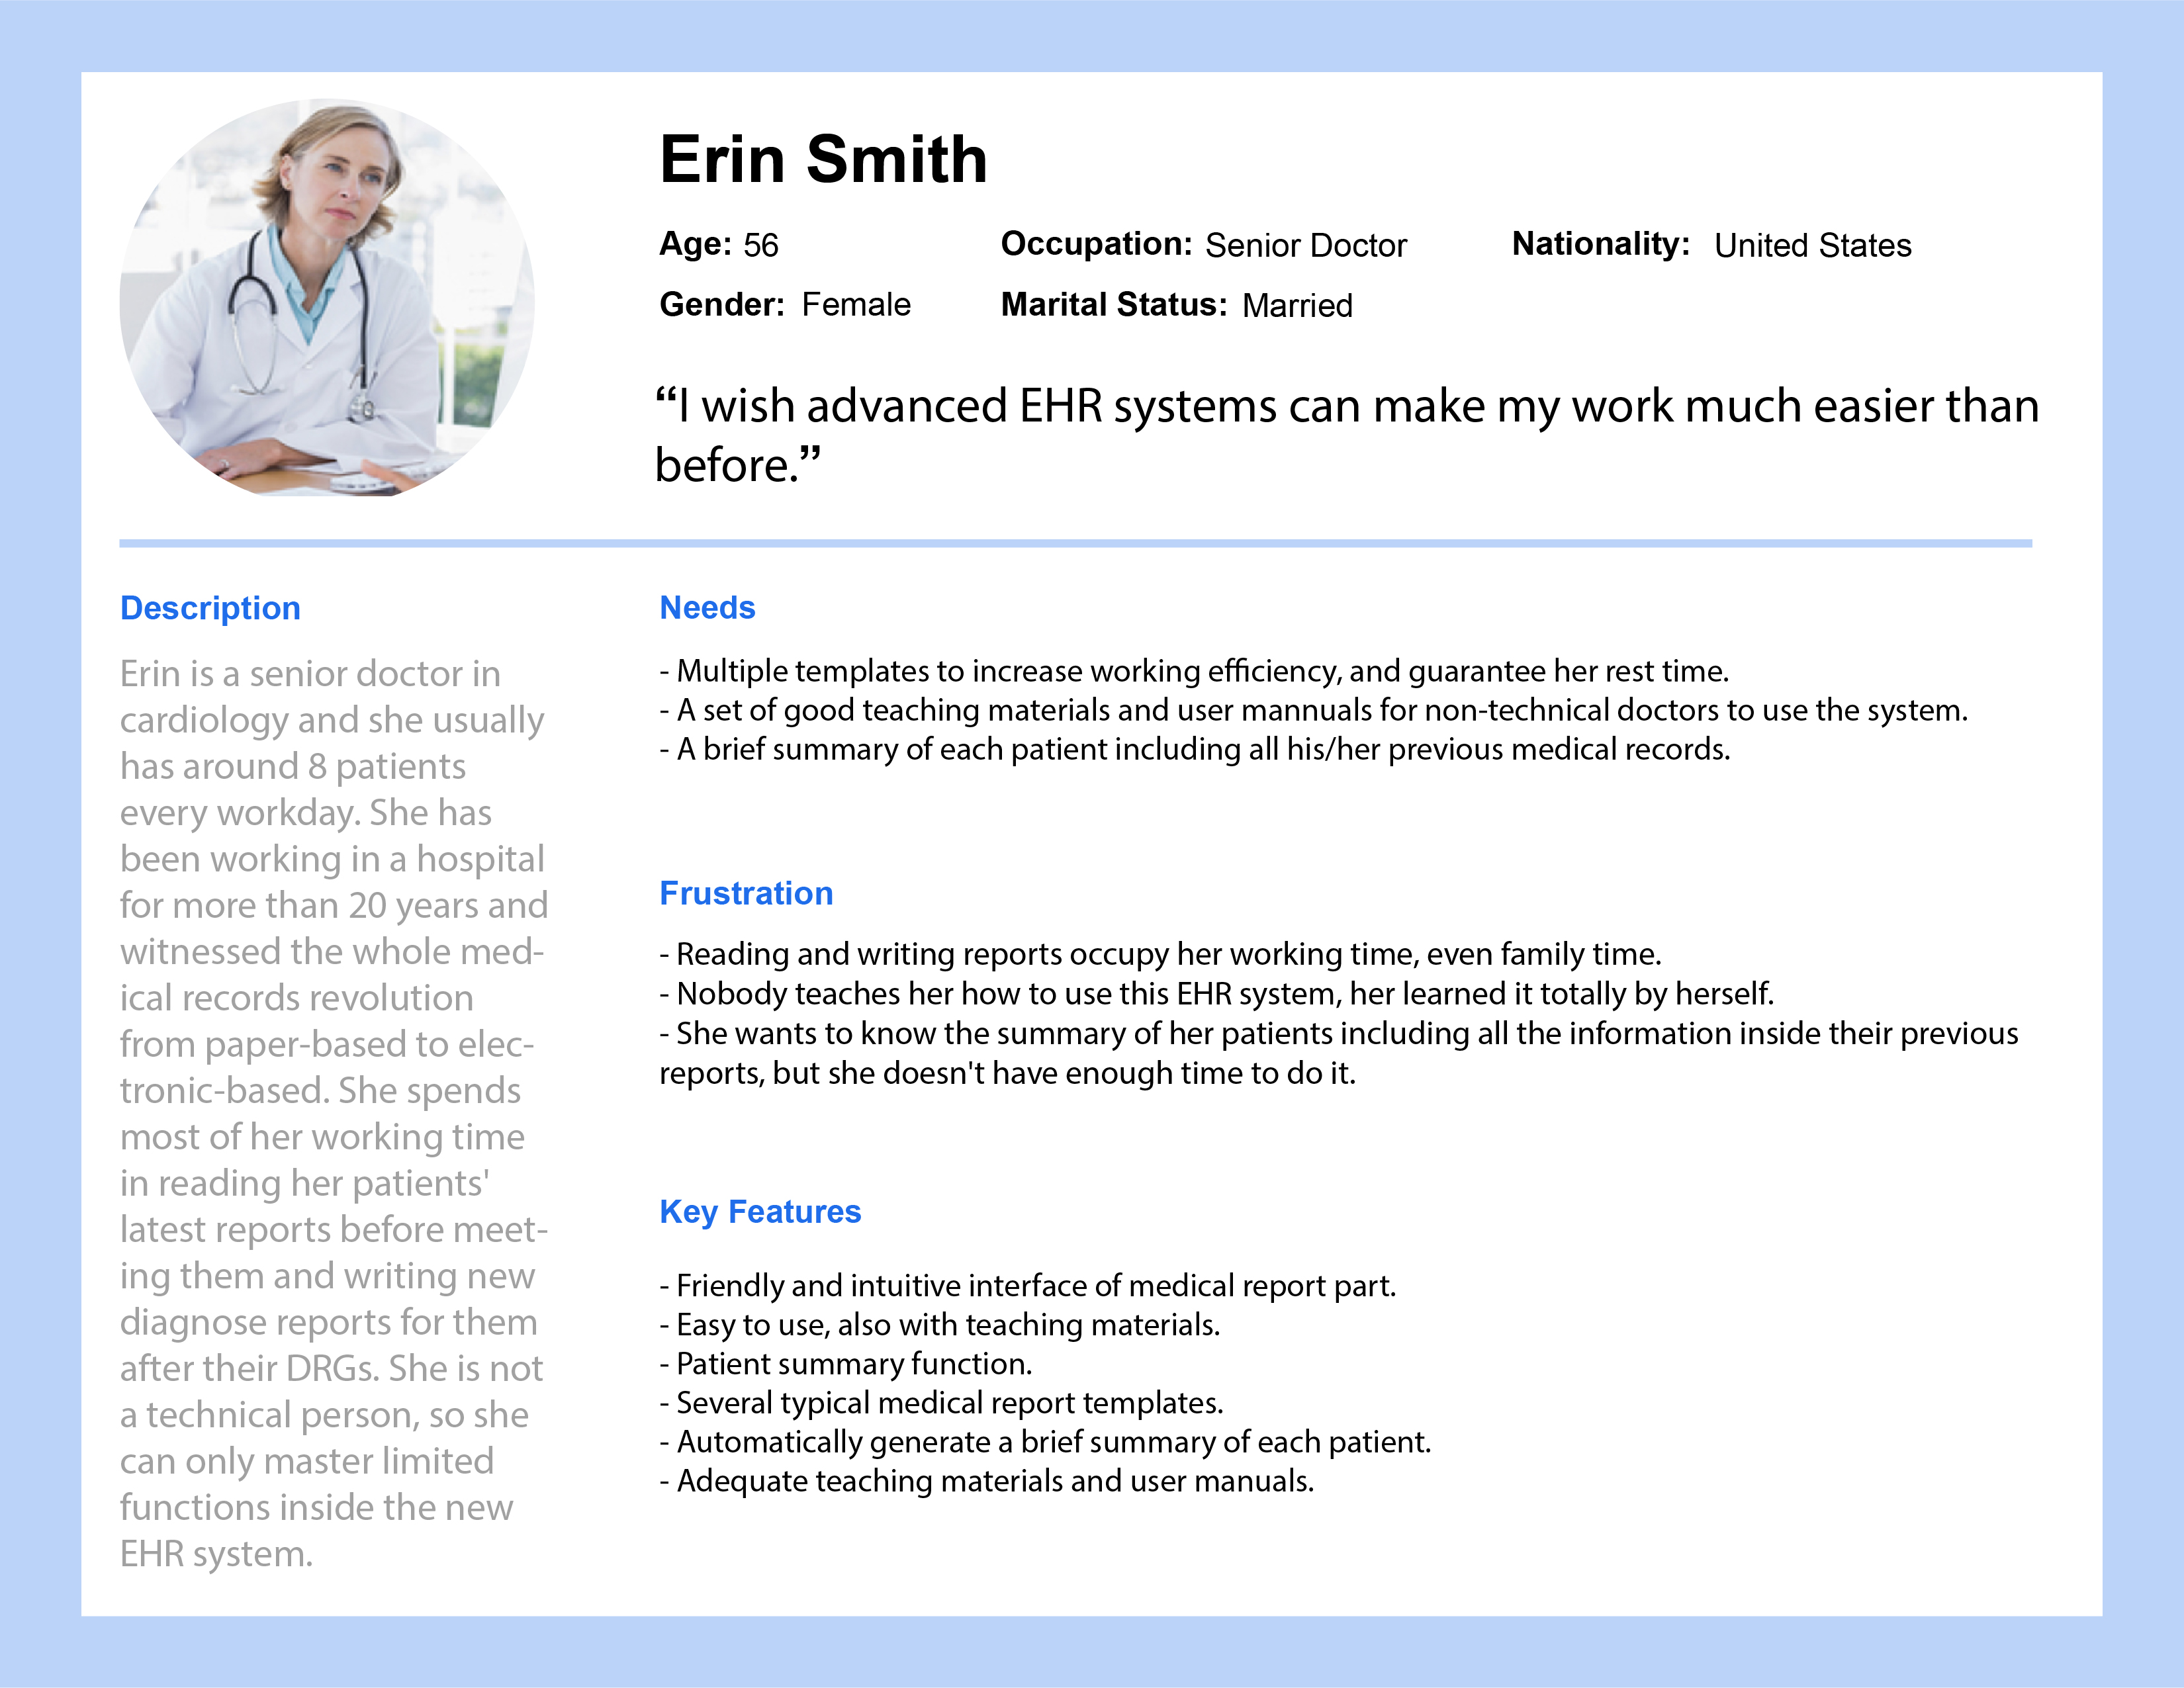 Erin Smith
Age: 56 Occupation: Senior Doctor Nationality: United States
Gender: Female Marital Status: Married
“I wish advanced EHR systems can make my work much easier than
before.”
Description
Erin is a senior doctor in
cardiology and she usually
has around 8 patients
every workday. She has
been working in a hospital
for more than 20 years and
witnessed the whole med-
ical records revolution
from paper-based to elec-
tronic-based. She spends
most of her working time
in reading her patients'
latest reports before meet-
ing them and writing new
diagnose reports for them
after their DRGs. She is not
a technical person, so she
can only master limited
functions inside the new
EHR system.
Needs
- Multiple templates to increase working efficiency, and guarantee her rest time.
- A set of good teaching materials and user mannuals for non-technical doctors to use the system.
- A brief summary of each patient including all his/her previous medical records.
Frustration
- Reading and writing reports occupy her working time, even family time.
- Nobody teaches her how to use this EHR system, her learned it totally by herself.
- She wants to know the summary of her patients including all the information inside their previous
reports, but she doesn't have enough time to do it.
Key Features
- Friendly and intuitive interface of medical report part.
- Easy to use, also with teaching materials.
- Patient summary function.
- Several typical medical report templates.
- Automatically generate a brief summary of each patient.
- Adequate teaching materials and user manuals.